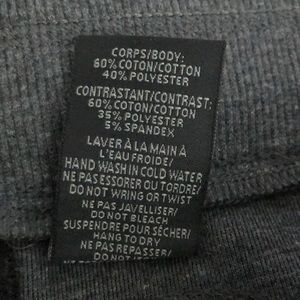 CORPS/BODY:
60% COTON/COTTON
40% POLYESTER
CONTRASTANT/CONTRAST:
60% COTON/COTTON
35% POLYESTER
5% SPANDEX
LAVER À LA MAIN À
L'EAU FROIDE/
HAND WASH IN COLD WATER
NE PAS ESSORER OU TORDRE/
DO NOT WRING OR TWIST
NE PAS JAVELLISER/
DO NOT BLEACH
SUSPENDRE POUR SÉCHER/
HANG TO DRY
NE PAS REPASSER/